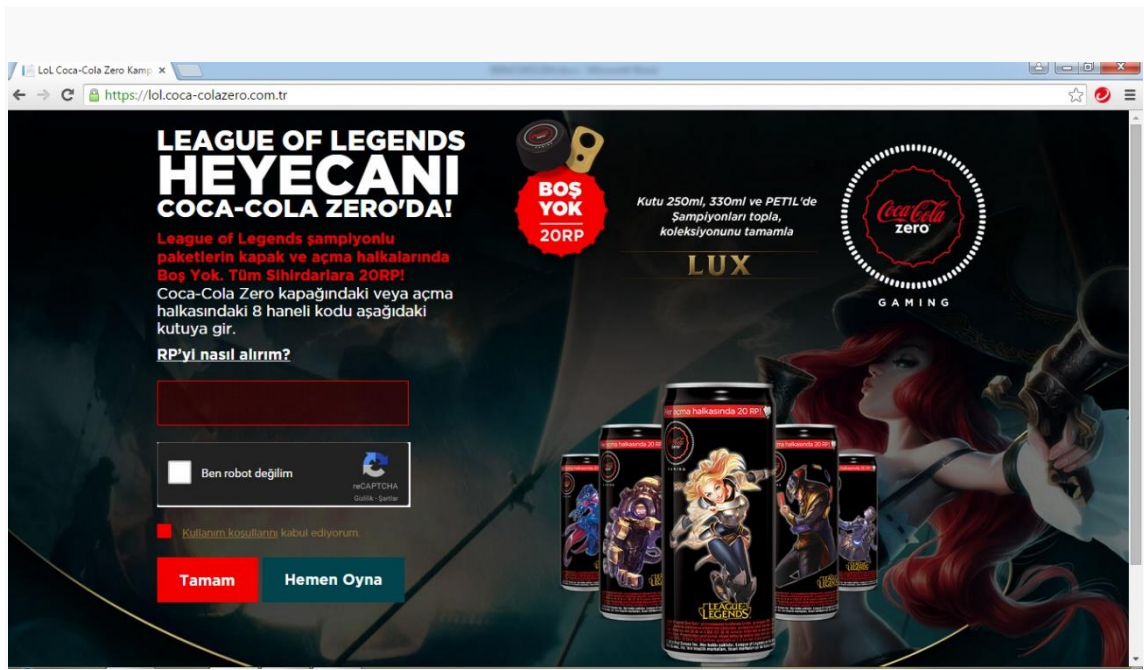 LoL Coca-Cola Zero Kamp
https://lol.coca-colazero.com.tr
LEAGUE OF LEGENDS
HEYECANI
COCA-COLA ZERO'DA!
League of Legends şampiyonlu
paketlerin kapak ve açma halkalarında
Boş Yok. Tüm Sihirdarlara 20RP!
Coca-Cola Zero kapağındaki veya açma
halkasındaki 8 haneli kodu aşağıdaki
kutuya gir.
RP'yi nasıl alırım?
Ben robot değilim
reCAPTCHA
Gizlilik - Şartlar
Kullanım koşullarını kabul ediyorum.
Tamam
Hemen Oyna
BOŞ
YOK
20RP
Kutu 250ml, 330ml ve PET1L'de
Şampiyonları topla,
koleksiyonunu tamamla
LUX
Coca-Cola
zero
GAMING
Her açma halkasında 20 RP!
LEAGUE
LEGENDS